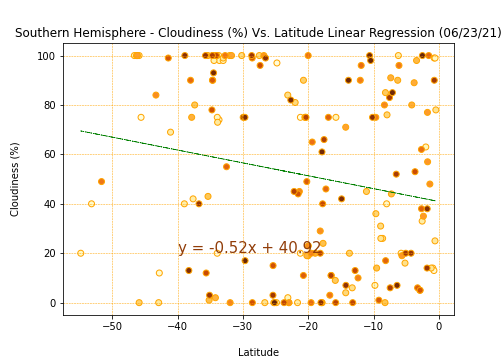 Southern Hemisphere - Cloudiness (%) Vs. Latitude Linear Regression (06/23/21)
100
80
60
40
20
0
Cloudiness (%)
y = -0.52x + 40.92
−50 −40 −30 −20 −10 0
Latitude